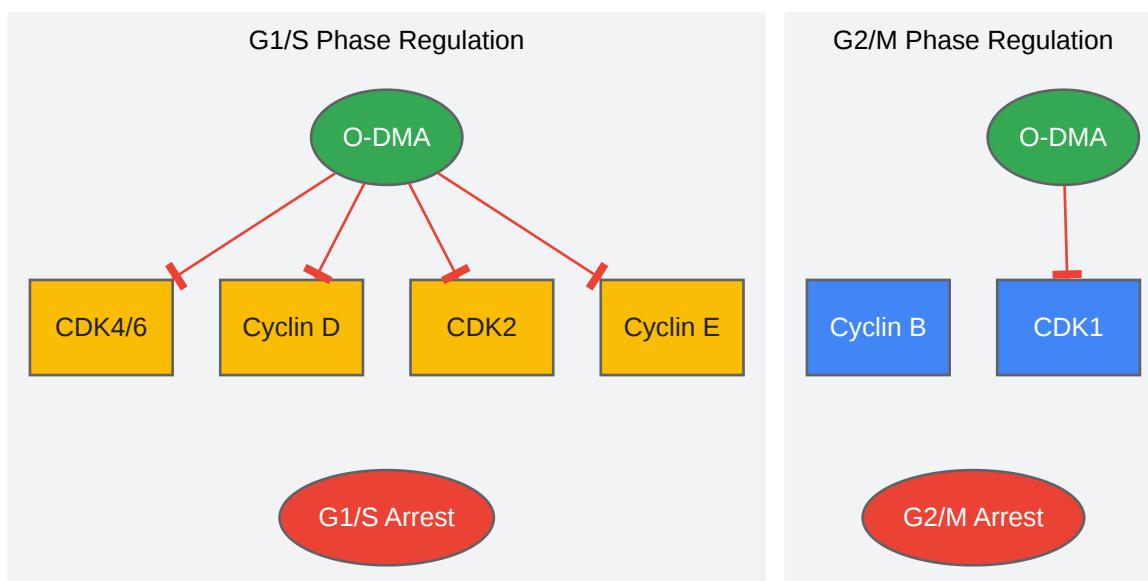 G1/S Phase Regulation
O-DMA
CDK4/6
Cyclin D
CDK2
Cyclin E
G1/S Arrest
G2/M Phase Regulation
O-DMA
Cyclin B
CDK1
G2/M Arrest